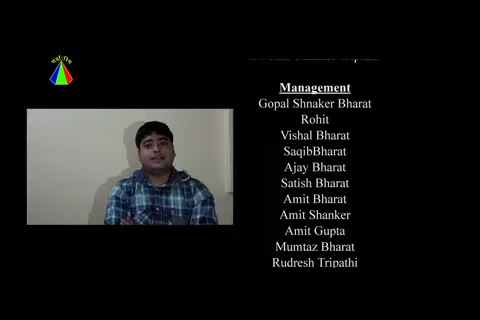 Management
Gopal Shnaker Bharat
Rohit
Vishal Bharat
SaqibBharat
Ajay Bharat
Satish Bharat
Amit Bharat
Amit Shanker
Amit Gupta
Mumtaz Bharat
Rudresh Tripathi